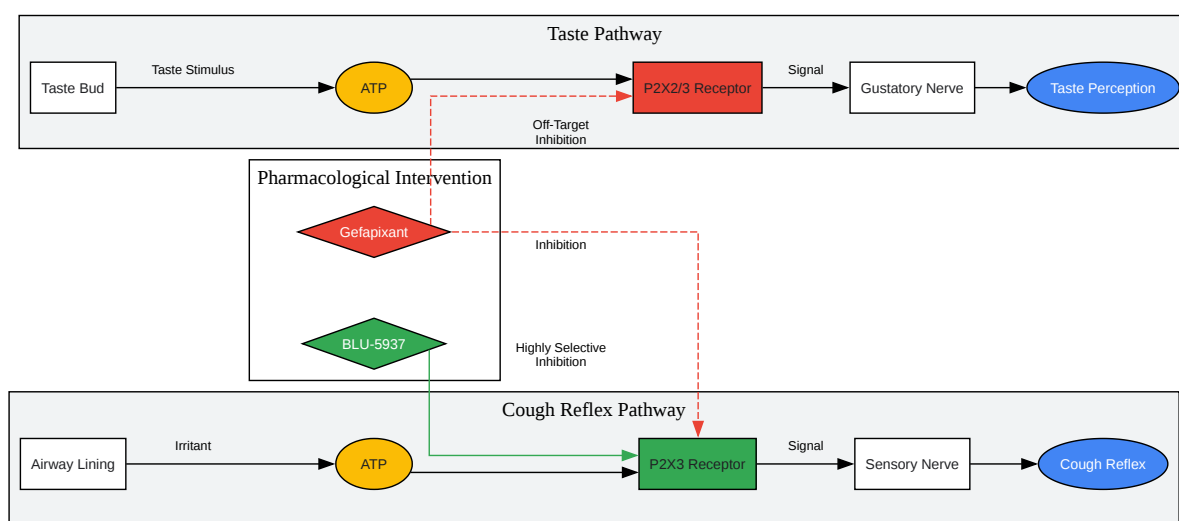 Taste Pathway
Taste Bud
Taste Stimulus
ATP
P2X2/3 Receptor
Signal
Gustatory Nerve
Taste Perception
Off-Target
Inhibition
Pharmacological Intervention
Gefapixant
Inhibition
BLU-5937
Highly Selective
Inhibition
Cough Reflex Pathway
Airway Lining
Irritant
ATP
P2X3 Receptor
Signal
Sensory Nerve
Cough Reflex